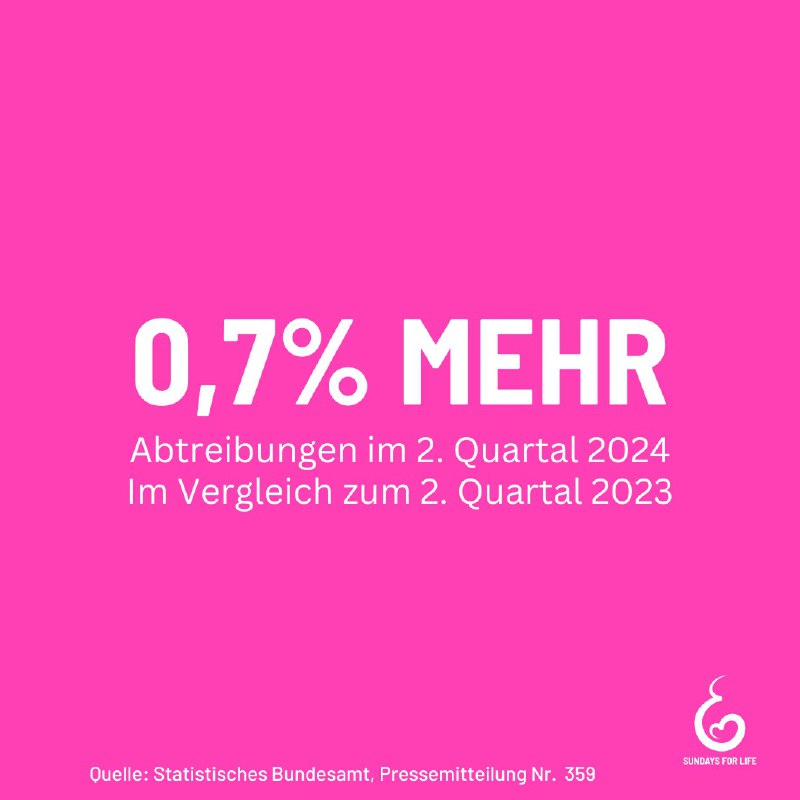 0,7% MEHR
Abtreibungen im 2. Quartal 2024
Im Vergleich zum 2. Quartal 2023
SUNDAYS FOR LIFE
Quelle: Statistisches Bundesamt, Pressemitteilung Nr. 359